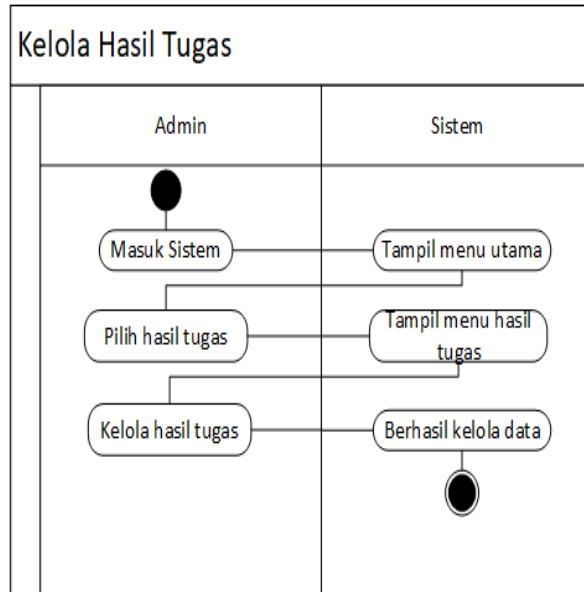 Kelola Hasil Tugas
Admin
Sistem
Masuk Sistem
Tampil menu utama
Pilih hasil tugas
Tampil menu hasil
tugas
Kelola hasil tugas
Berhasil kelola data